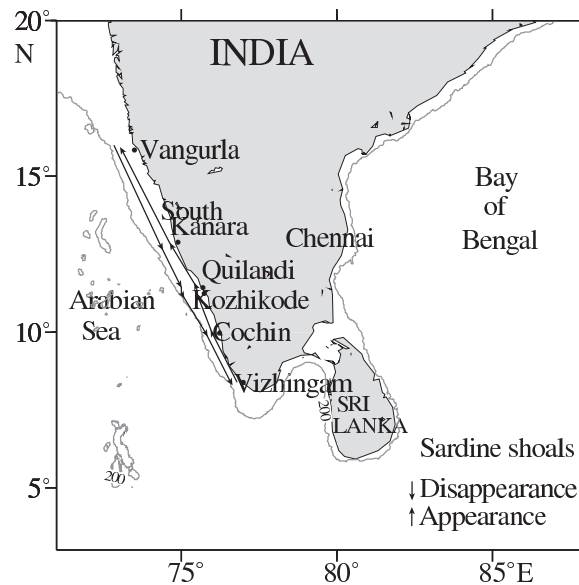 20°
N
INDIA
Vangurla
15°
Bay
of
Bengal
South
Kanara
Chennai
Quilandi
Arabian
Sea
Kozhikode
10°
Cochin
Vizhingam
200
SRI
LANKA
Sardine shoals
200
5°
Disappearance
Appearance
75°
80°
85°E